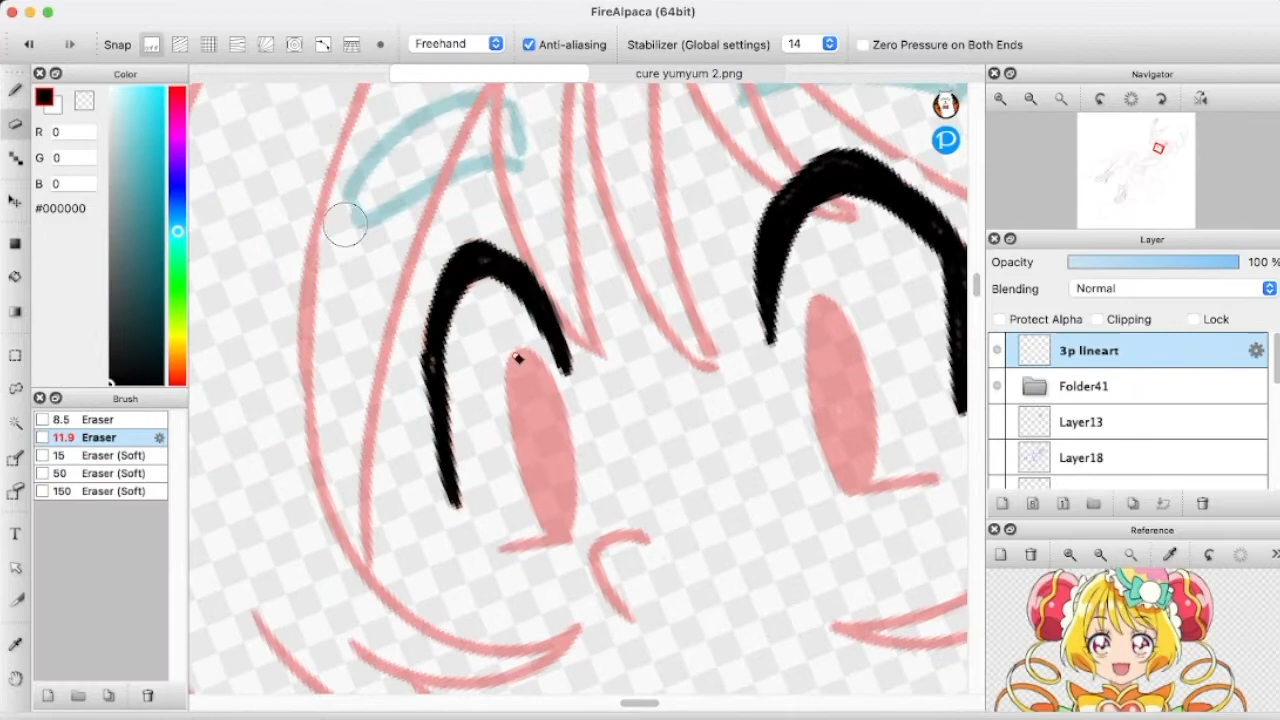 FireAlpaca (64bit)
Snap off Freehand Anti-aliasing Stabilizer (Global settings) 14 Zero Pressure on Both Ends
Color
cure yumyum 2.png
Navigator
R 0
G 0
B 0
#000000
Layer
Opacity 100 %
Blending Normal
Protect Alpha Clipping Lock
3p lineart
Folder41
Layer13
Layer18
Brush
8.5 Eraser
11.9 Eraser
15 Eraser (Soft)
50 Eraser (Soft)
150 Eraser (Soft)
T
Reference